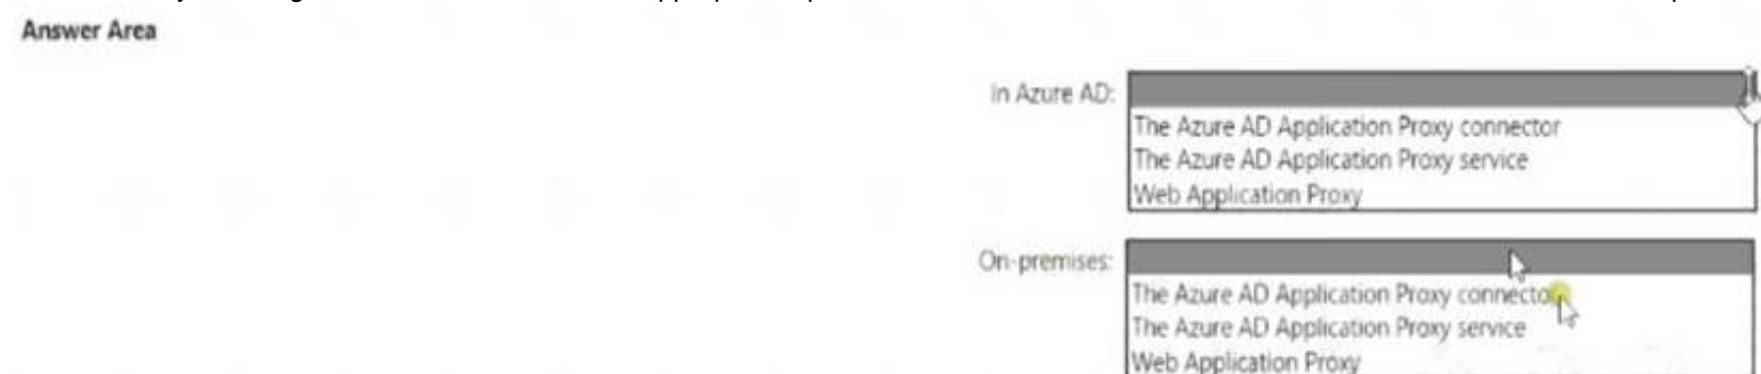 Answer Area
in Azure AD:
The Azure AD Application Proxy connector
The Azure AD Application Proxy service
Web Application Proxy
On-premises:
The Azure AD Application Proxy connector
The Azure AD Application Proxy service
Web Application Proxy